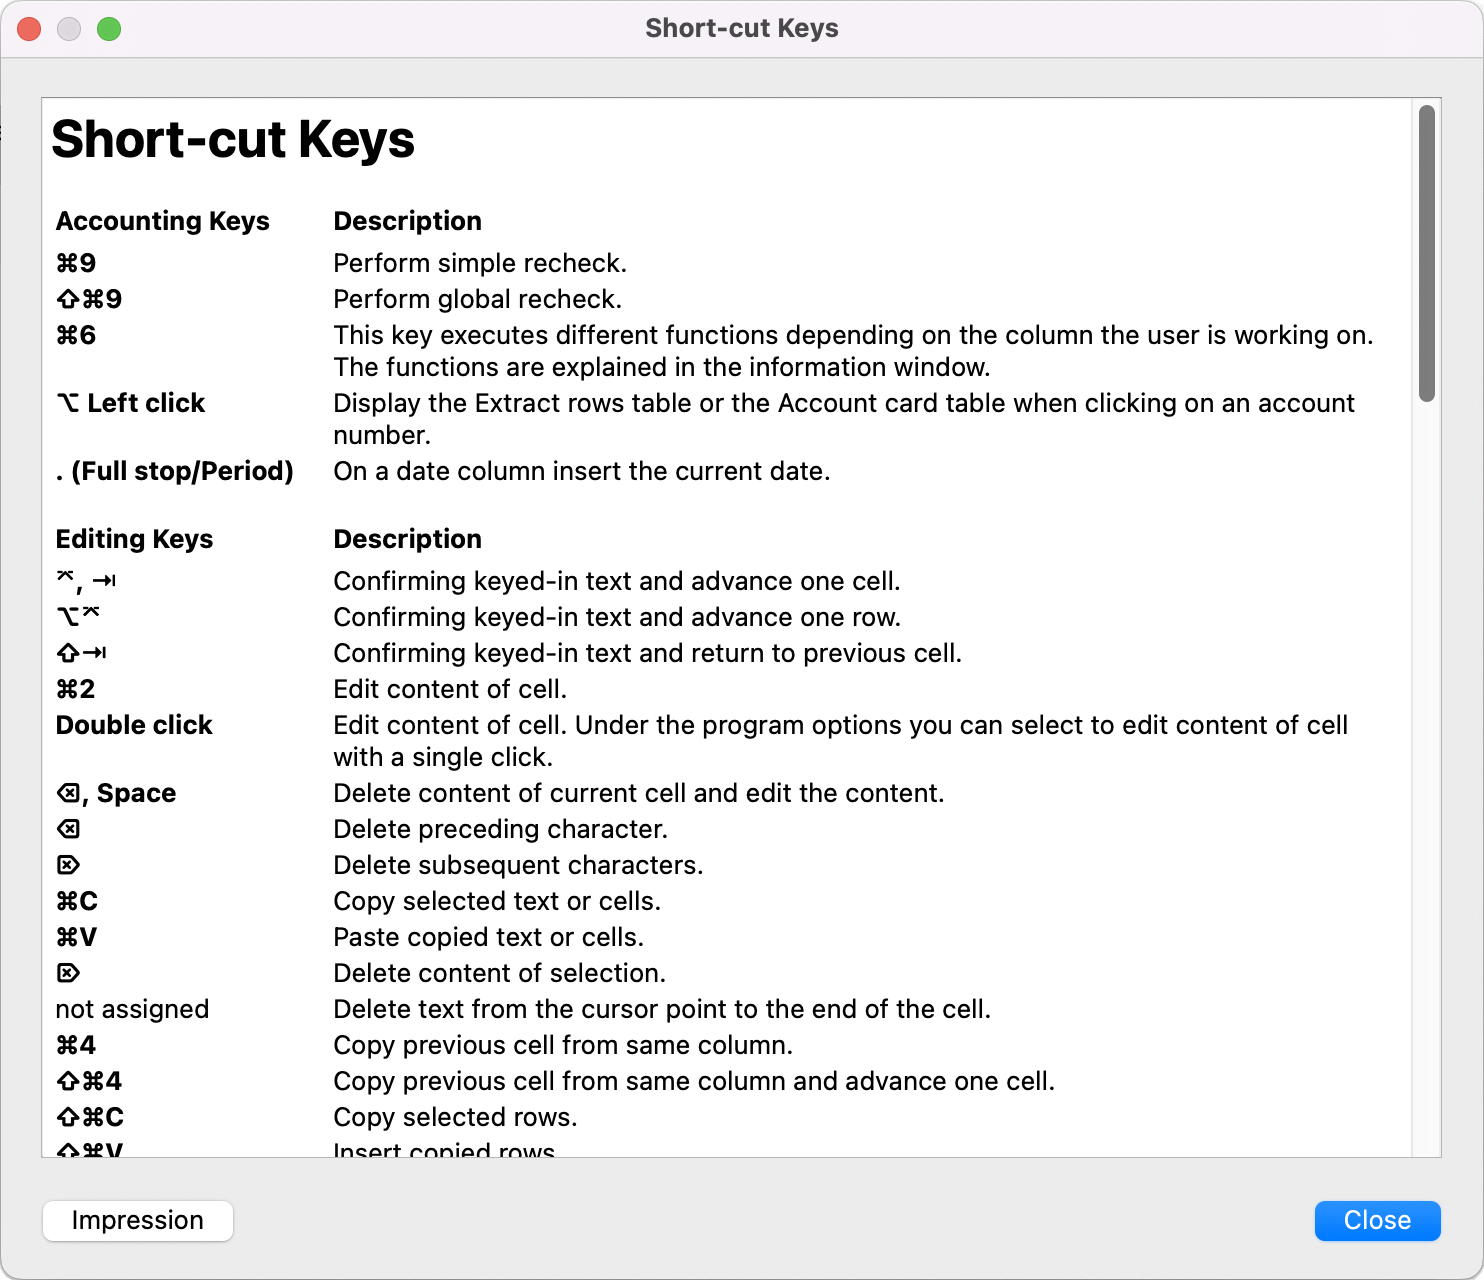 Short-cut Keys
Short-cut Keys
Accounting Keys Description
⌘9 Perform simple recheck.
⇧⌘9 Perform global recheck.
⌘6 This key executes different functions depending on the column the user is working on.
The functions are explained in the information window.
⌥ Left click Display the Extract rows table or the Account card table when clicking on an account
number.
. (Full stop/Period) On a date column insert the current date.
Editing Keys Description
⌤, ⇥ Confirming keyed-in text and advance one cell.
⌥⌤ Confirming keyed-in text and advance one row.
⇧⇥ Confirming keyed-in text and return to previous cell.
⌘2 Edit content of cell.
Double click Edit content of cell. Under the program options you can select to edit content of cell
with a single click.
⌫, Space Delete content of current cell and edit the content.
⌫ Delete preceding character.
⌦ Delete subsequent characters.
⌘C Copy selected text or cells.
⌘V Paste copied text or cells.
⌦ Delete content of selection.
not assigned Delete text from the cursor point to the end of the cell.
⌘4 Copy previous cell from same column.
⇧⌘4 Copy previous cell from same column and advance one cell.
⇧⌘C Copy selected rows.
⇧⌘V Insert copied rows
Impression Close